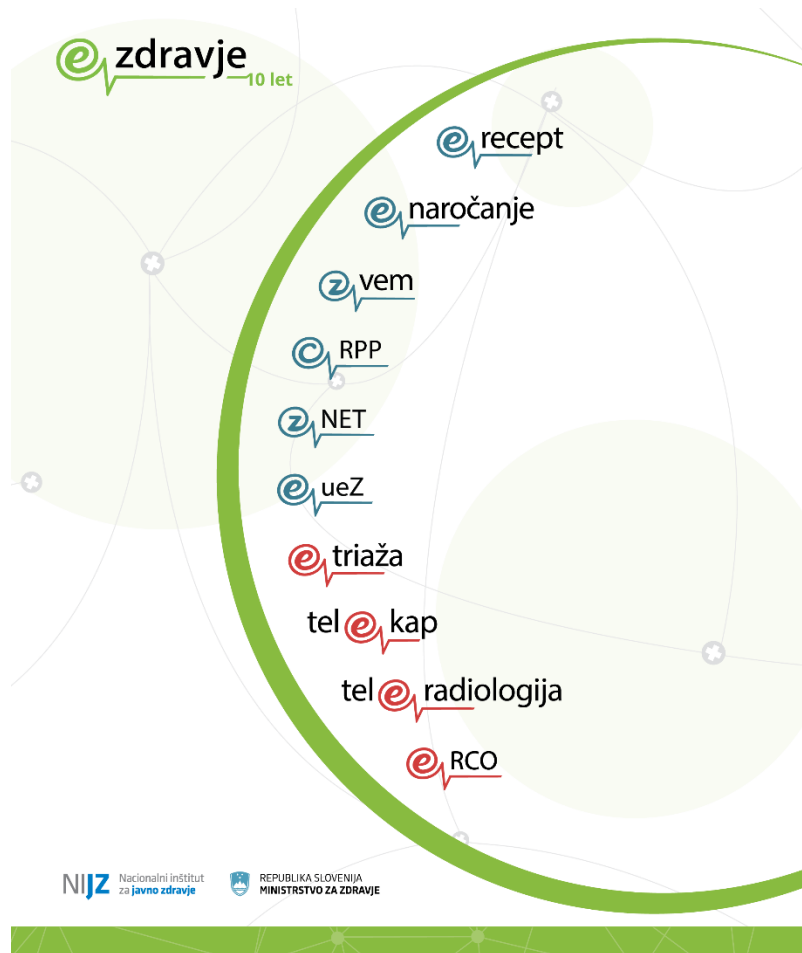 e zdravje
10 let
e recept
e naročanje
z vem
c RPP
z NET
e ueZ
e triaža
tel e kap
tel e radiologija
e RCO
NIJZ Nacionalni inštitut
za javno zdravje
REPUBLIKA SLOVENIJA
MINISTRSTVO ZA ZDRAVJE